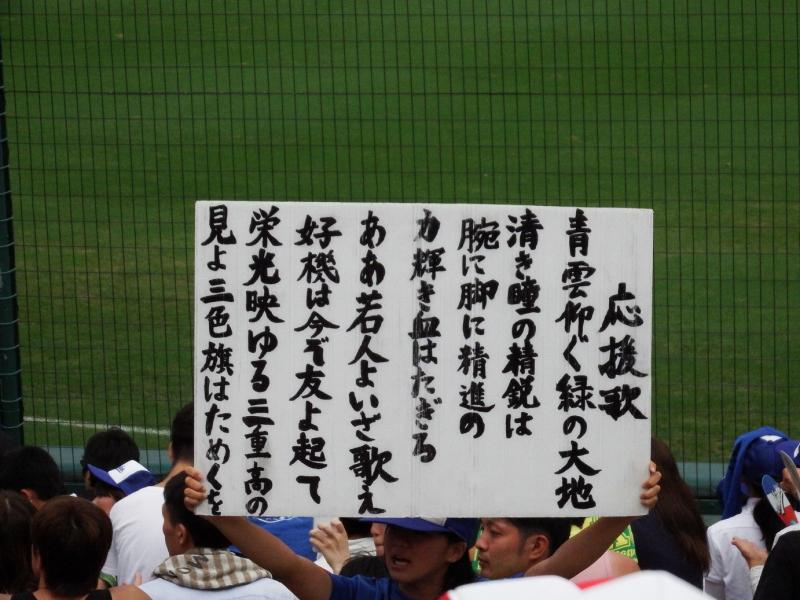 応援歌
青雲仰ぐ緑の大地
清き瞳の精鋭は
腕に脚に精進の
力輝き血はたぎる
ああ若人よいざ歌え
好機は今ぞ友よ起て
栄光映ゆる三重高の
見よ三色旗はためくを